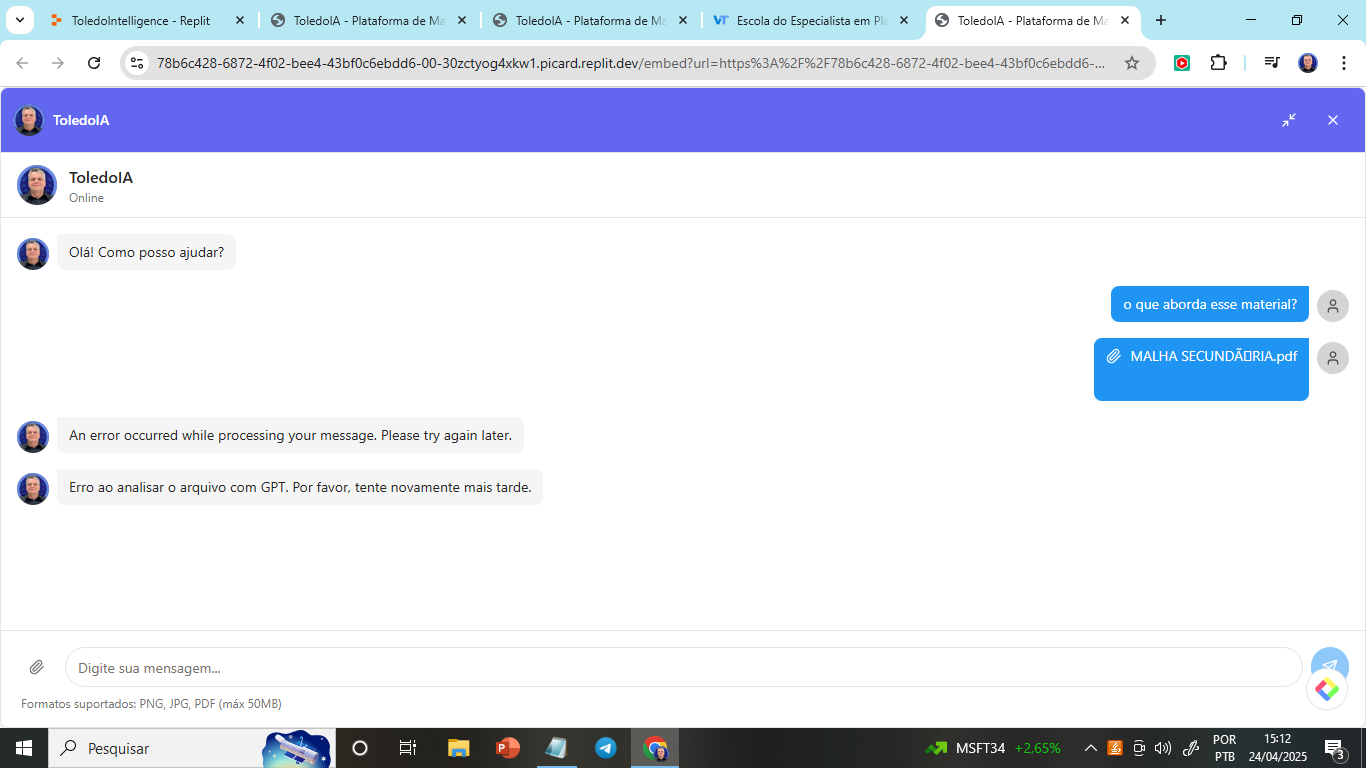 ToledoIntelligence - Replit
ToledoIA - Plataforma de Ma
ToledoIA - Plataforma de Ma
VT Escola do Especialista em Pla
ToledoIA - Plataforma de Ma
78b6c428-6872-4f02-bee4-43bf0c6ebdd6-00-30zctyog4xkw1.picard.replit.dev/embed?url=https%3A%2F%2F78b6c428-6872-4f02-bee4-43bf0c6ebdd6-...
ToledoIA
ToledoIA
Online
Olá! Como posso ajudar?
o que aborda esse material?
MALHA SECUNDÃ▯RIA.pdf
An error occurred while processing your message. Please try again later.
Erro ao analisar o arquivo com GPT. Por favor, tente novamente mais tarde.
Digite sua mensagem...
Formatos suportados: PNG, JPG, PDF (máx 50MB)
Pesquisar
MSFT34 +2,65%
POR
PTB
15:12
24/04/2025
3